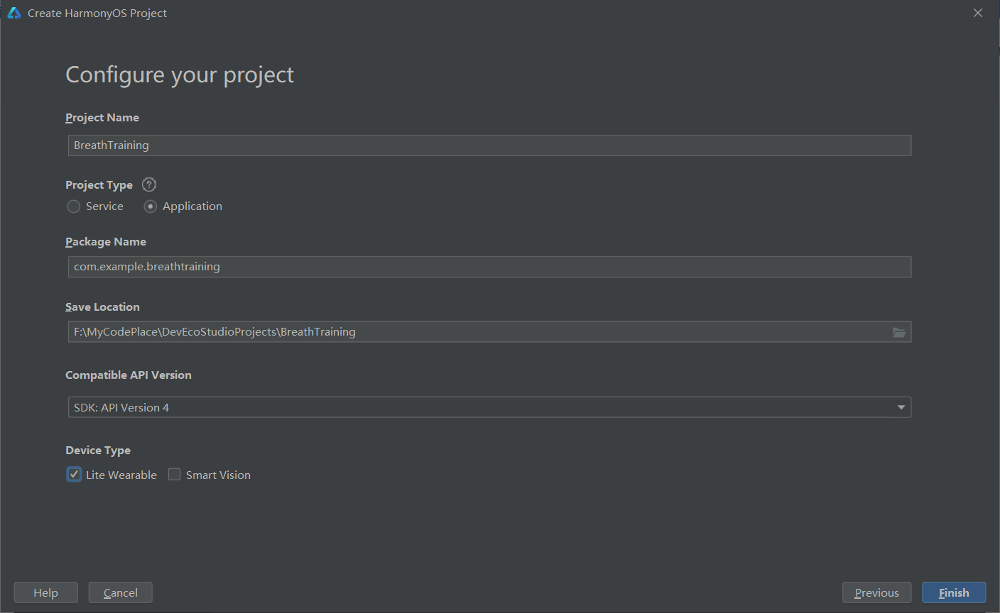 Create HarmonyOS Project
Configure your project
Project Name
BreathTraining
Project Type ?
Service Application
Package Name
com.example.breathtraining
Save Location
F:\MyCodePlace\DevEcoStudioProjects\BreathTraining
Compatible API Version
SDK: API Version 4
Device Type
Lite Wearable Smart Vision
Help Cancel Previous Finish